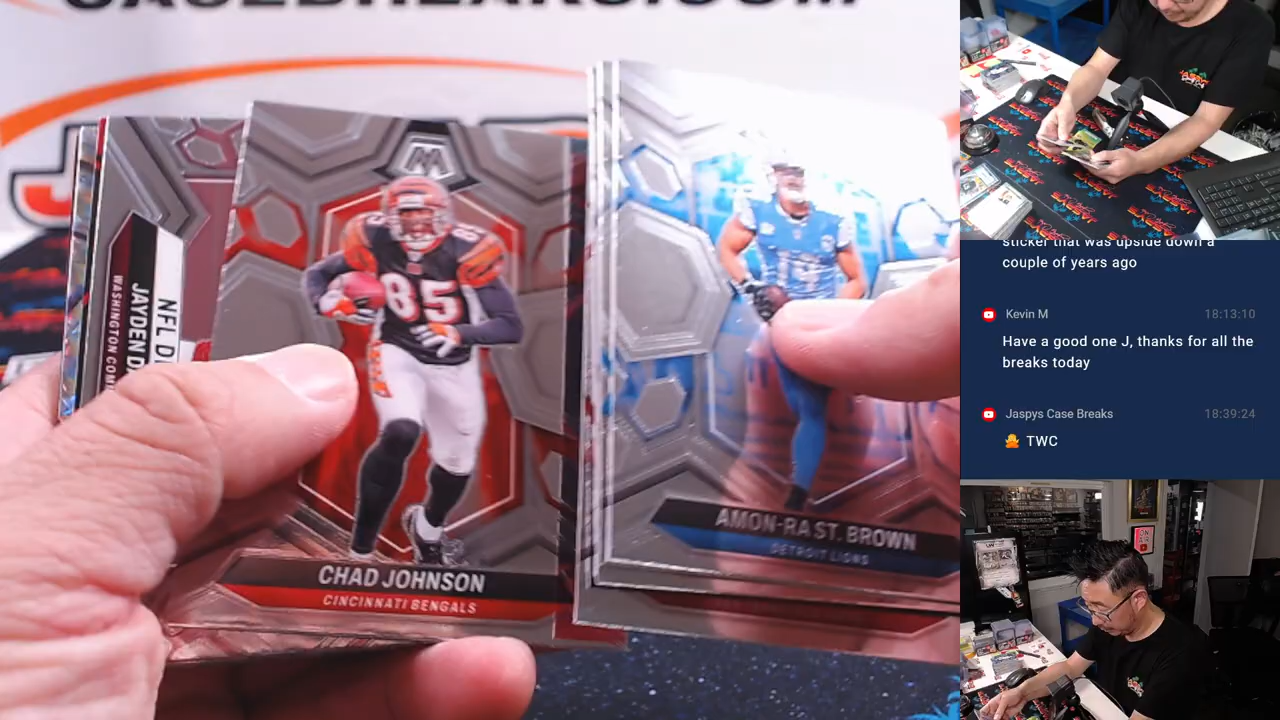 CASEBREAKS.COM
CHAD JOHNSON
CINCINNATI BENGALS
85
AMON-RA ST. BROWN
DETROIT LIONS
NFL D
JAYDEN D
WASHINGTON COM
sticker that was upside down a
couple of years ago
Kevin M
18:13:10
Have a good one J, thanks for all the
breaks today
Jaspys Case Breaks
18:39:24
TWC